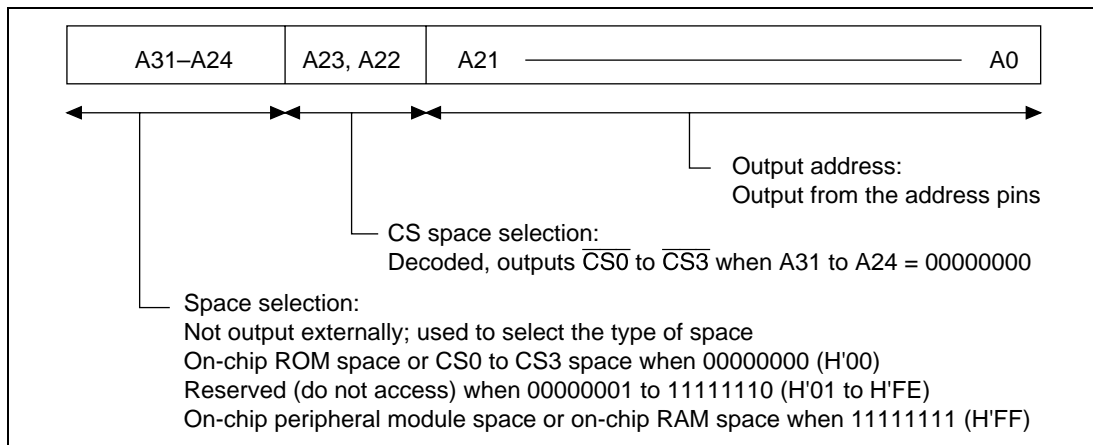 A31–A24 A23, A22 A21 A0
Output address:
Output from the address pins
CS space selection:
Decoded, outputs C̅S̅0̅ to C̅S̅3̅ when A31 to A24 = 00000000
Space selection:
Not output externally; used to select the type of space
On-chip ROM space or CS0 to CS3 space when 00000000 (H'00)
Reserved (do not access) when 00000001 to 11111110 (H'01 to H'FE)
On-chip peripheral module space or on-chip RAM space when 11111111 (H'FF)